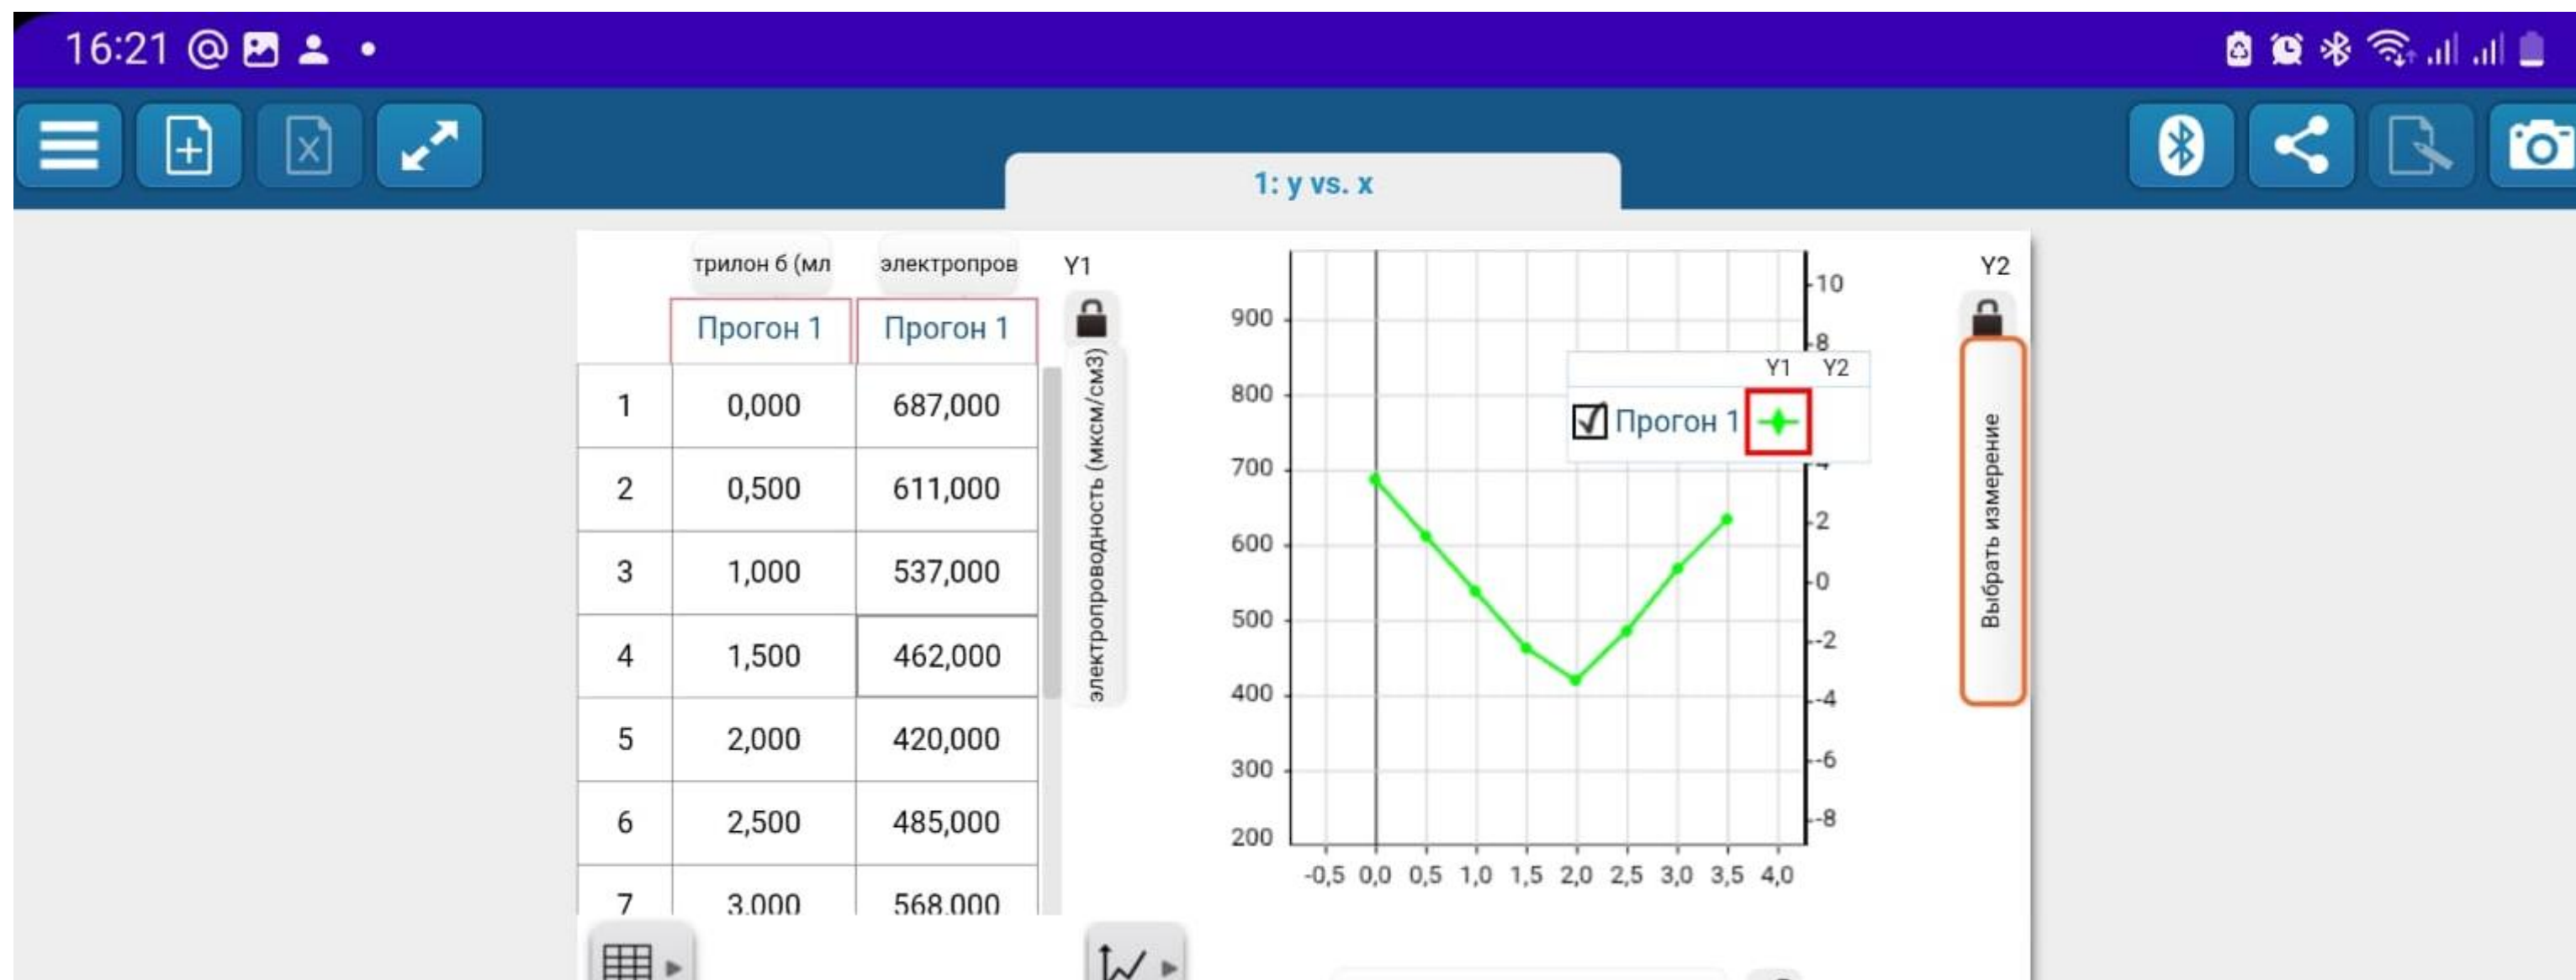 16:21
1: y vs. x
трилон б (мл электропров Y1 Y2
Прогон 1 Прогон 1
1 0,000 687,000
2 0,500 611,000
3 1,000 537,000
4 1,500 462,000
5 2,000 420,000
6 2,500 485,000
7 3.000 568.000
электропроводность (мксм/см3)
900
800
700
600
500
400
300
200
-0,5 0,0 0,5 1,0 1,5 2,0 2,5 3,0 3,5 4,0
Y1 Y2
Прогон 1
10
8
4
2
0
-2
-4
-6
-8
Выбрать измерение